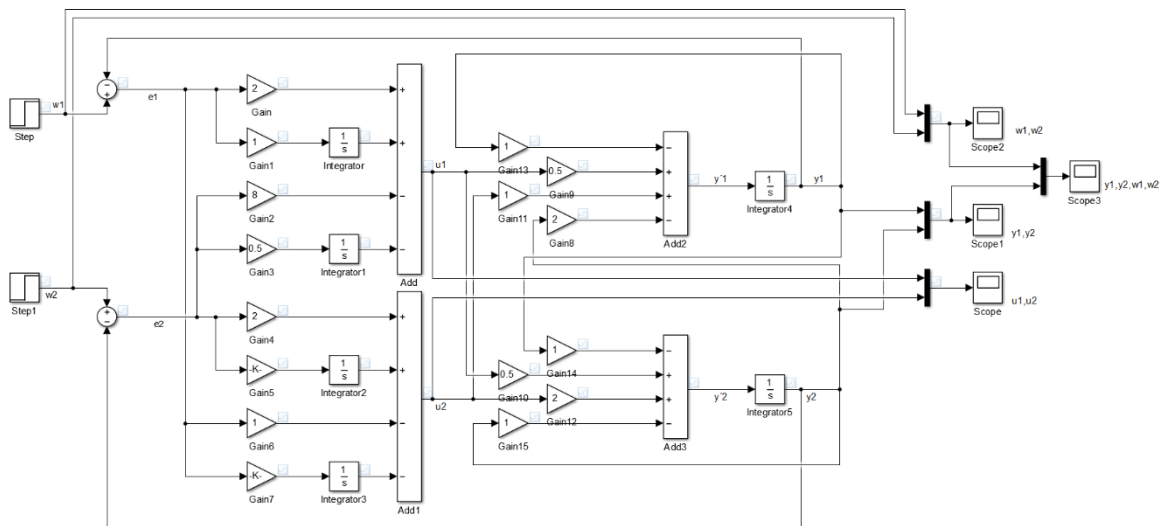 w1
Step
e1
2
Gain
+
1
Gain1
1
s
Integrator
+
8
Gain2
−
0.5
Gain3
1
s
Integrator1
−
Add
w2
Step1
e2
2
Gain4
+
-K-
Gain5
1
s
Integrator2
+
1
Gain6
−
-K-
Gain7
1
s
Integrator3
−
Add1
u1
u2
1
Gain13
0.5
Gain9
1
Gain11
2
Gain8
−
+
+
−
Add2
y´1
1
s
Integrator4
y1
1
Gain14
0.5
Gain10
2
Gain12
1
Gain15
−
+
+
−
Add3
y´2
1
s
Integrator5
y2
Scope2
w1,w2
Scope3
y1,y2,w1,w2
Scope1
y1,y2
Scope
u1,u2
−
+
+
−